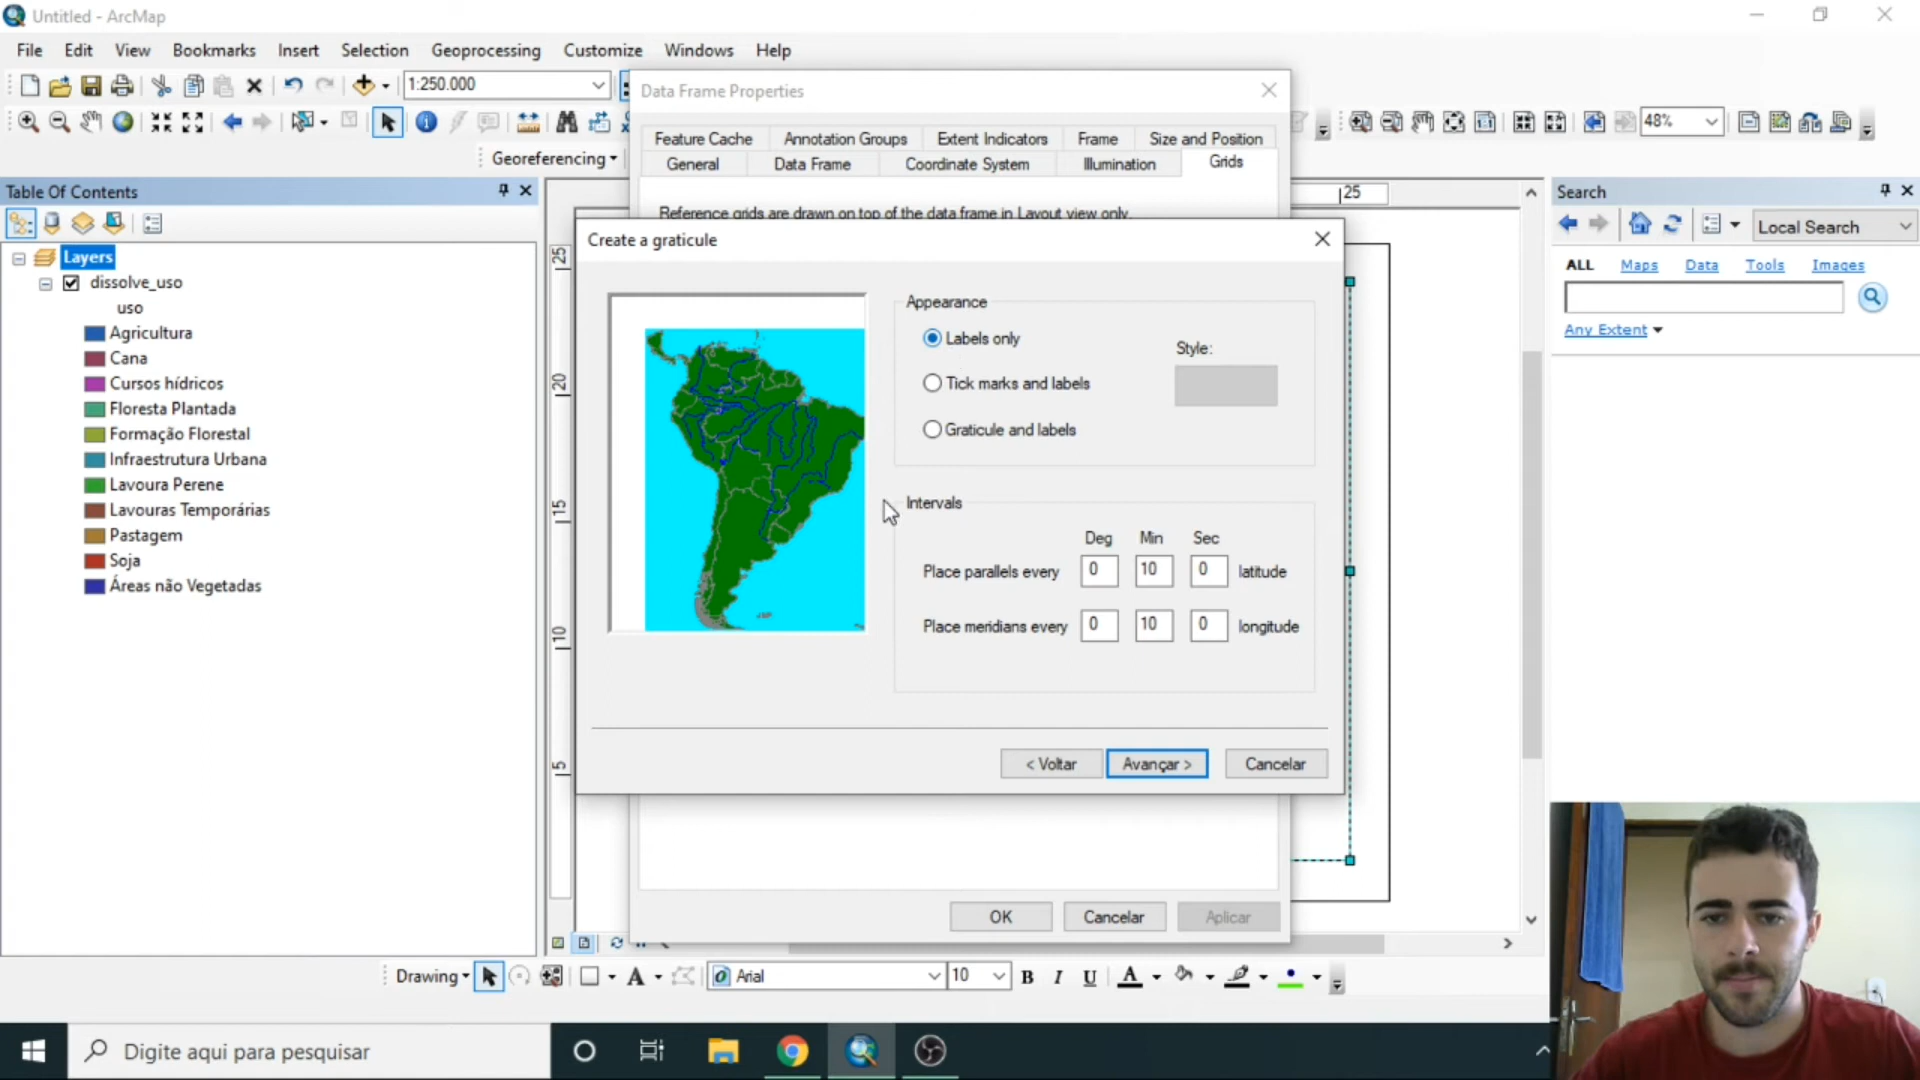 Untitled - ArcMap
File Edit View Bookmarks Insert Selection Geoprocessing Customize Windows Help
1:250.000
48%
Georeferencing
Data Frame Properties
Feature Cache Annotation Groups Extent Indicators Frame Size and Position
General Data Frame Coordinate System Illumination Grids
Reference grids are drawn on top of the data frame in Layout view only.
Table Of Contents
Layers
dissolve_uso
uso
Agricultura
Cana
Cursos hídricos
Floresta Plantada
Formação Florestal
Infraestrutura Urbana
Lavoura Perene
Lavouras Temporárias
Pastagem
Soja
Áreas não Vegetadas
25
25
20
15
10
5
Create a graticule
Appearance
Labels only
Tick marks and labels
Graticule and labels
Style:
Intervals
Deg Min Sec
Place parallels every 0 10 0 latitude
Place meridians every 0 10 0 longitude
< Voltar Avançar > Cancelar
OK Cancelar Aplicar
Search
Local Search
ALL Maps Data Tools Images
Any Extent
Drawing A Arial 10 B I U A
Digite aqui para pesquisar